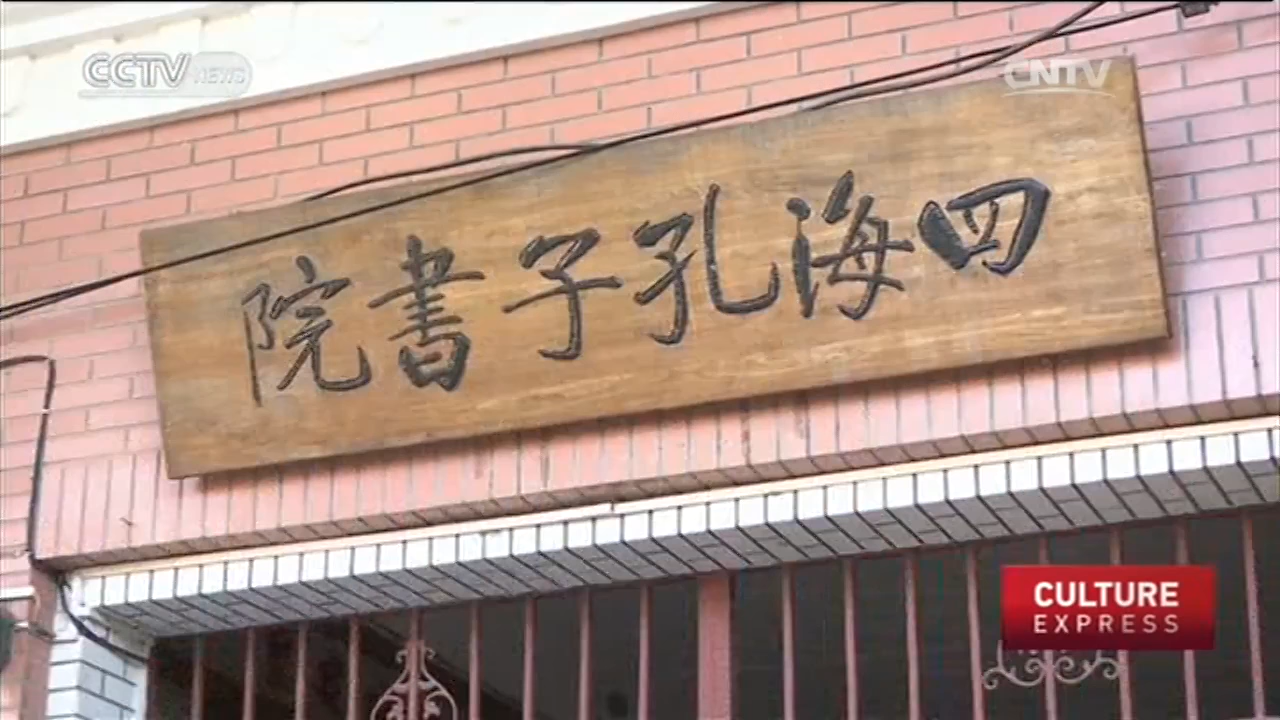 CCTV NEWS
CNTV
四海孔子書院
CULTURE
EXPRESS